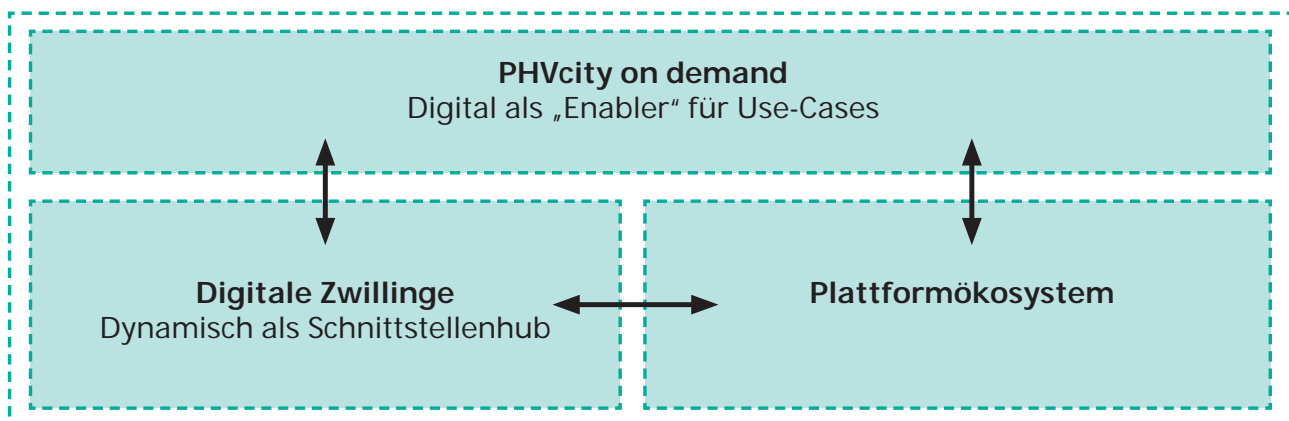 PHVcity on demand
Digital als „Enabler“ für Use-Cases
Digitale Zwillinge
Dynamisch als Schnittstellenhub
Plattformökosystem